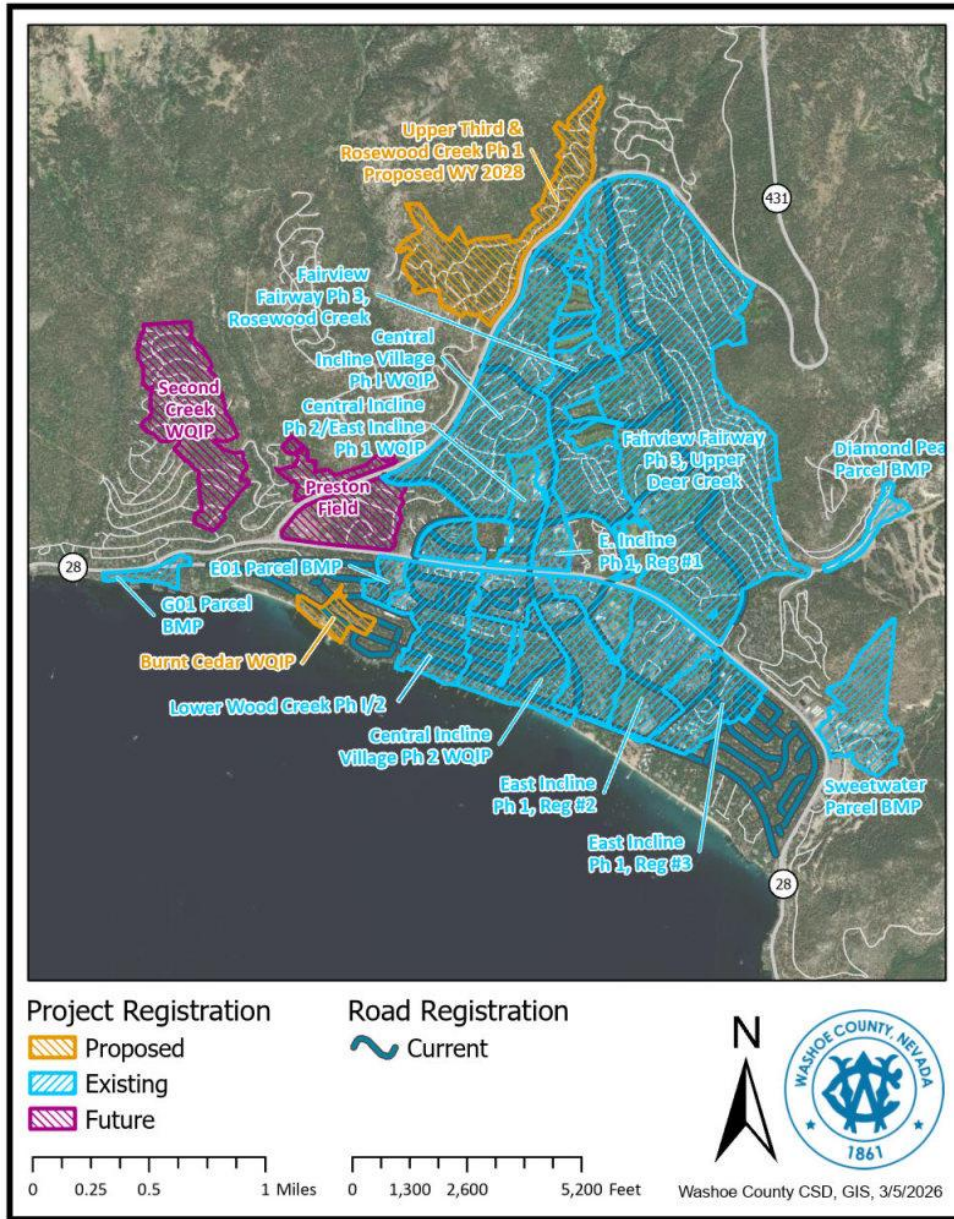 Upper Third &
Rosewood Creek Ph 1
Proposed WY 2028
431
Fairview
Fairway Ph 3,
Rosewood Creek
Central
Incline Village
Ph I WQIP
Central Incline
Ph 2/East Incline
Ph 1 WQIP
Second
Creek
WQIP
Preston
Field
Fairview Fairway
Ph 3, Upper
Deer Creek
Diamond Pea
Parcel BMP
E. Incline
Ph 1, Reg #1
28
E01 Parcel BMP
G01 Parcel
BMP
Burnt Cedar WQIP
Lower Wood Creek Ph I/2
Central Incline
Village Ph 2 WQIP
East Incline
Ph 1, Reg #2
East Incline
Ph 1, Reg #3
Sweetwater
Parcel BMP
28
Project Registration
Proposed
Existing
Future
Road Registration
Current
N
WASHOE COUNTY, NEVADA
1861
0 0.25 0.5 1 Miles
0 1,300 2,600 5,200 Feet
Washoe County CSD, GIS, 3/5/2026